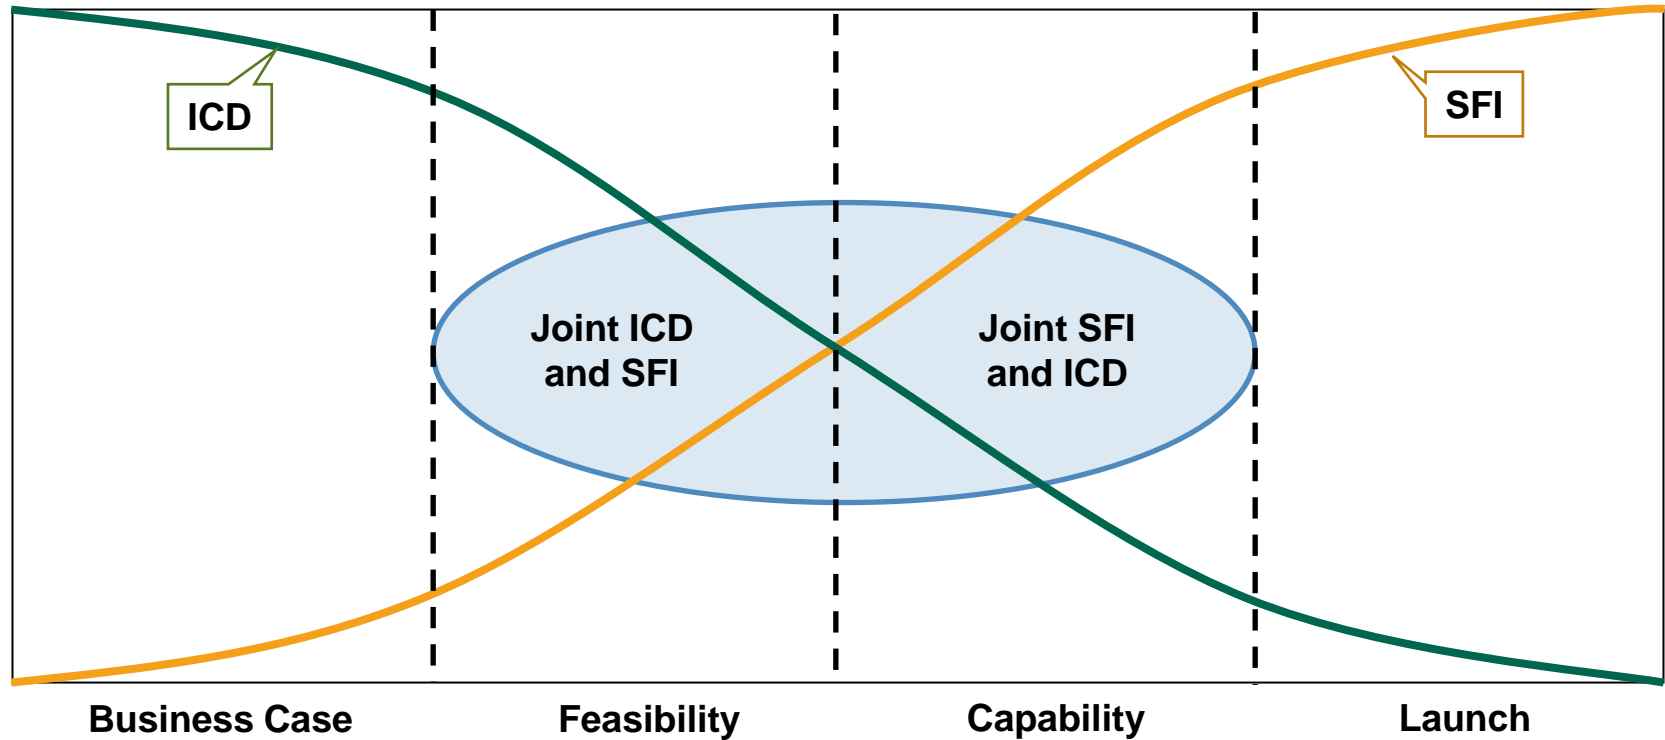 ICD
SFI
Joint ICD
and SFI
Joint SFI
and ICD
Business Case
Feasibility
Capability
Launch